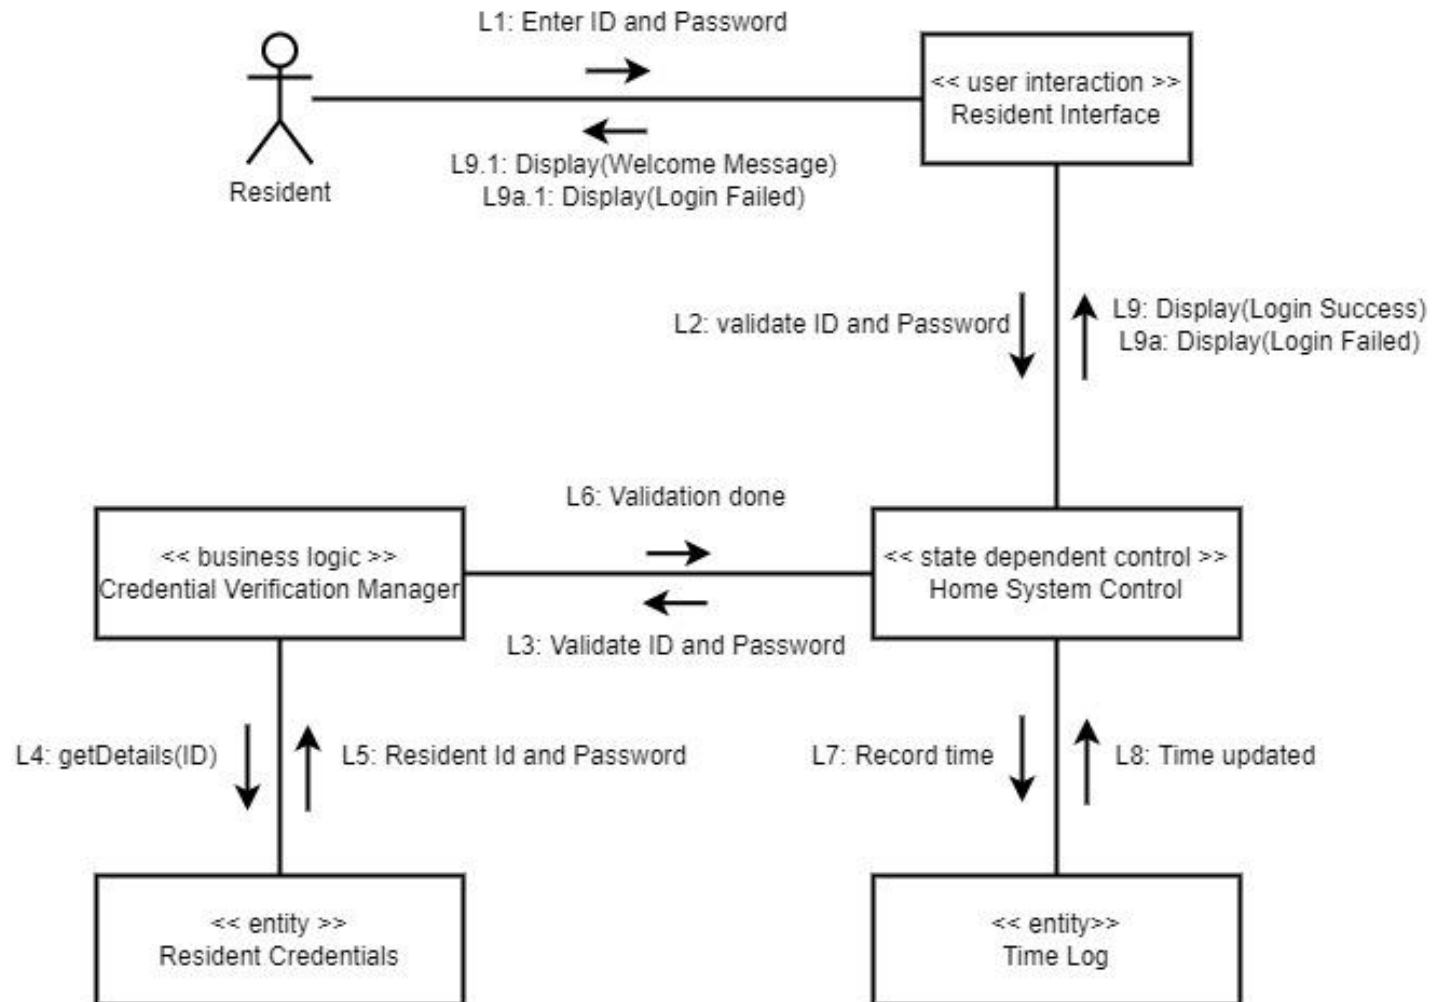 L1: Enter ID and Password
<< user interaction >>
Resident Interface
L9.1: Display(Welcome Message)
L9a.1: Display(Login Failed)
Resident
L2: validate ID and Password
L9: Display(Login Success)
L9a: Display(Login Failed)
L6: Validation done
<< business logic >>
Credential Verification Manager
<< state dependent control >>
Home System Control
L3: Validate ID and Password
L4: getDetails(ID)
L5: Resident Id and Password
L7: Record time
L8: Time updated
<< entity >>
Resident Credentials
<< entity>>
Time Log